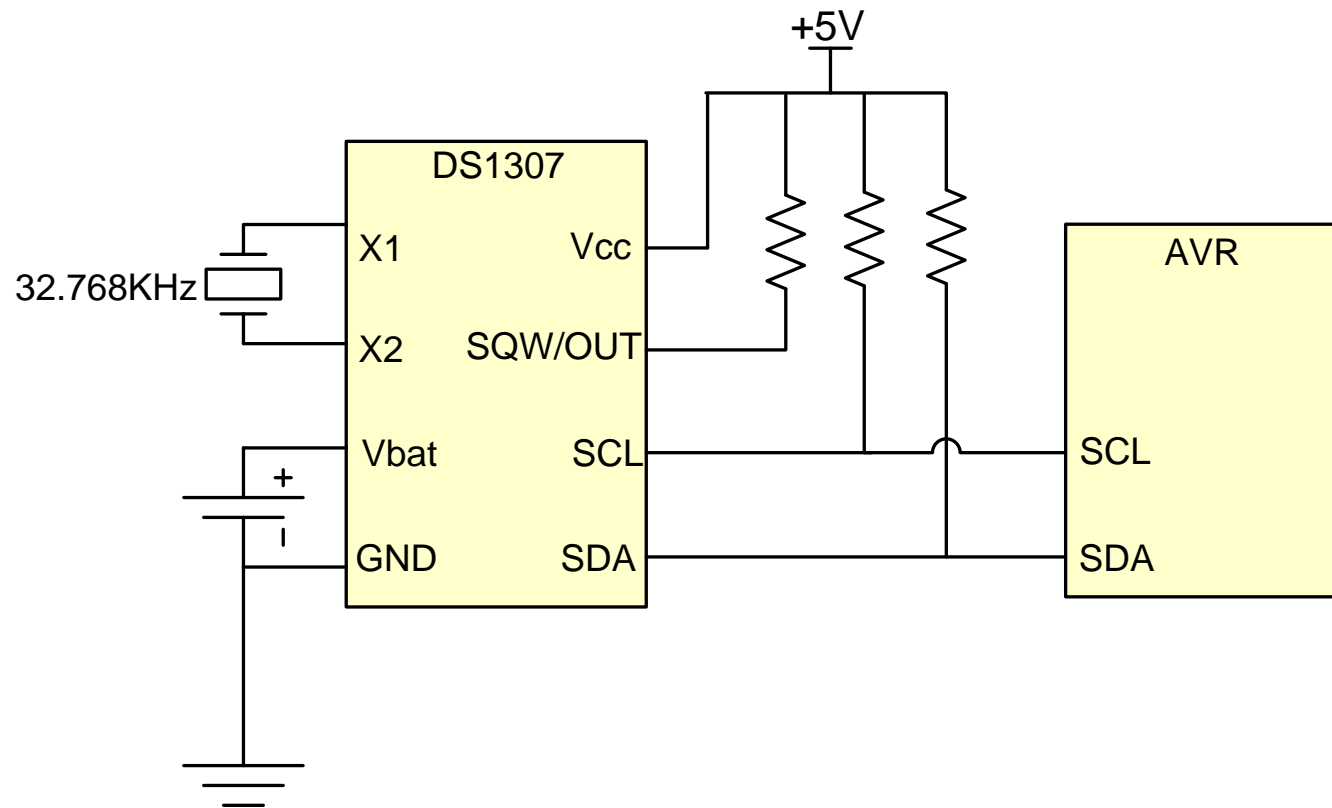 +5V
DS1307
AVR
X1
Vcc
32.768KHz
X2
SQW/OUT
Vbat
SCL
SCL
+
-
GND
SDA
SDA